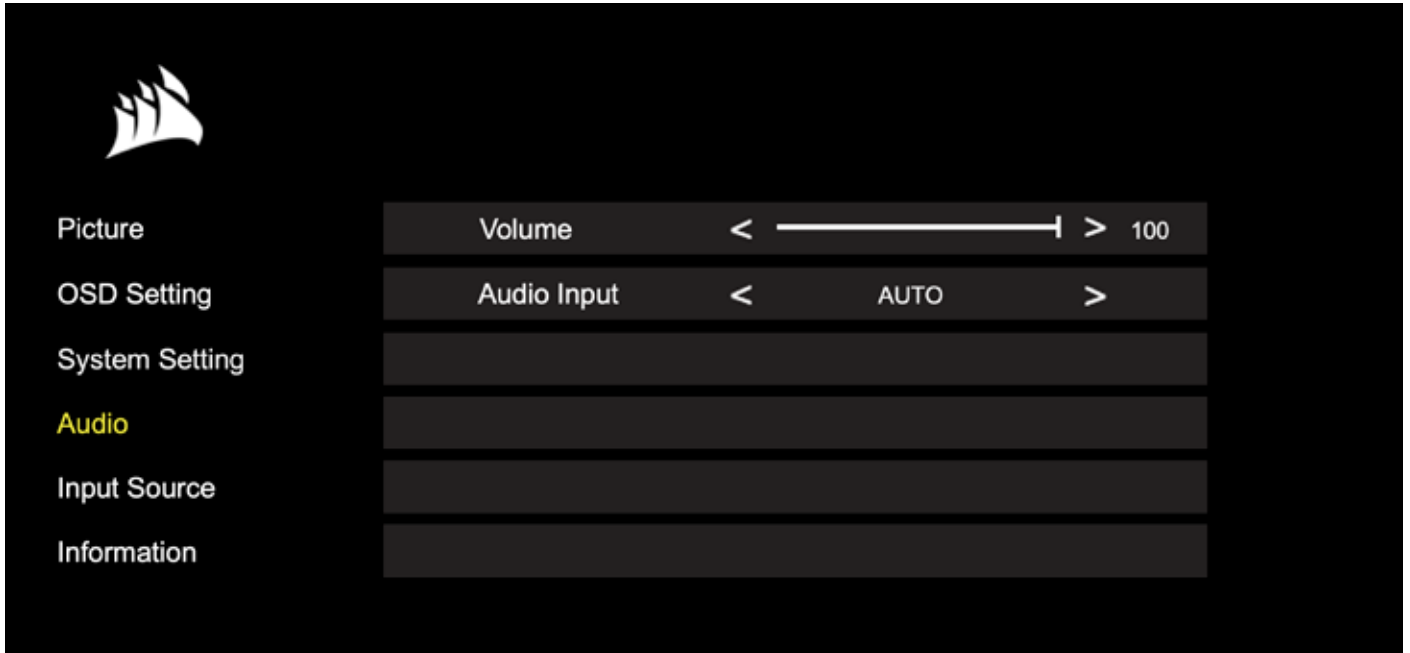 Picture
Volume < > 100
OSD Setting
Audio Input < AUTO >
System Setting
Audio
Input Source
Information